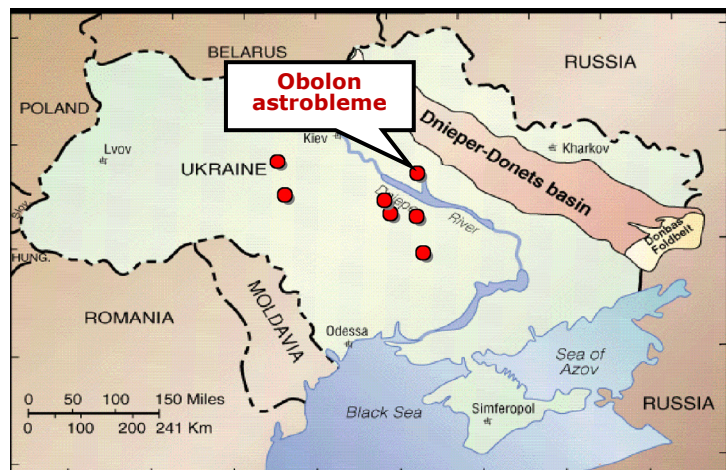 BELARUS
RUSSIA
Obolon
astrobleme
POLAND
Lvov
Kiev
Kharkov
UKRAINE
Dnieper-Donets basin
Dnieper
River
Donbas
Foldbelt
HUNG.
MOLDAVIA
ROMANIA
Odessa
Sea of
Azov
0 50 100 150 Miles
0 100 200 241 Km
Black Sea
Simferopol
RUSSIA